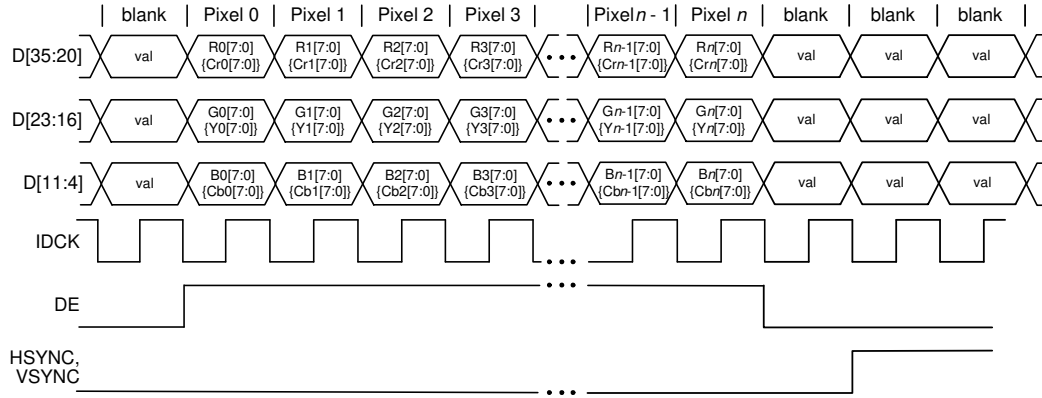 | blank | Pixel 0 | Pixel 1 | Pixel 2 | Pixel 3 | | Pixel n - 1 | Pixel n | blank | blank | blank |
D[35:20] val R0[7:0] R1[7:0] R2[7:0] R3[7:0] ••• Rn-1[7:0] Rn[7:0] val val val
{Cr0[7:0]} {Cr1[7:0]} {Cr2[7:0]} {Cr3[7:0]} {Crn-1[7:0]} {Crn[7:0]}
D[23:16] val G0[7:0] G1[7:0] G2[7:0] G3[7:0] ••• Gn-1[7:0] Gn[7:0] val val val
{Y0[7:0]} {Y1[7:0]} {Y2[7:0]} {Y3[7:0]} {Yn-1[7:0]} {Yn[7:0]}
D[11:4] val B0[7:0] B1[7:0] B2[7:0] B3[7:0] ••• Bn-1[7:0] Bn[7:0] val val val
{Cb0[7:0]} {Cb1[7:0]} {Cb2[7:0]} {Cb3[7:0]} {Cbn-1[7:0]} {Cbn[7:0]}
IDCK •••
DE •••
HSYNC,
VSYNC •••